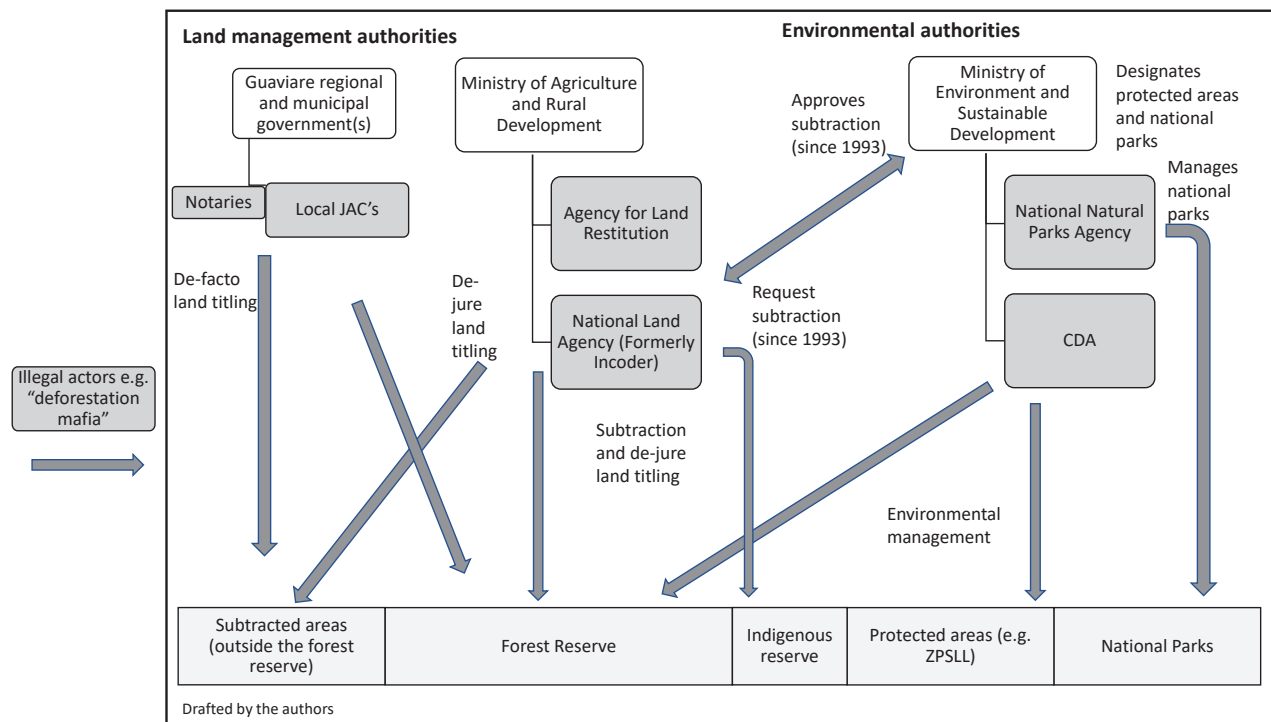 Land management authorities
Environmental authorities
Guaviare regional
and municipal
government(s)
Notaries
Local JAC's
Ministry of Agriculture
and Rural
Development
Agency for Land
Restitution
National Land
Agency (Formerly
Incoder)
Approves
subtraction
(since 1993)
Request
subtraction
(since 1993)
Ministry of
Environment and
Sustainable
Development
National Natural
Parks Agency
CDA
Designates
protected areas
and national
parks
Manages
national
parks
De-facto
land titling
De-
jure
land
titling
Illegal actors e.g.
“deforestation
mafia”
Subtraction
and de-jure
land titling
Environmental
management
Subtracted areas
(outside the forest
reserve)
Forest Reserve
Indigenous
reserve
Protected areas (e.g.
ZPSLL)
National Parks
Drafted by the authors